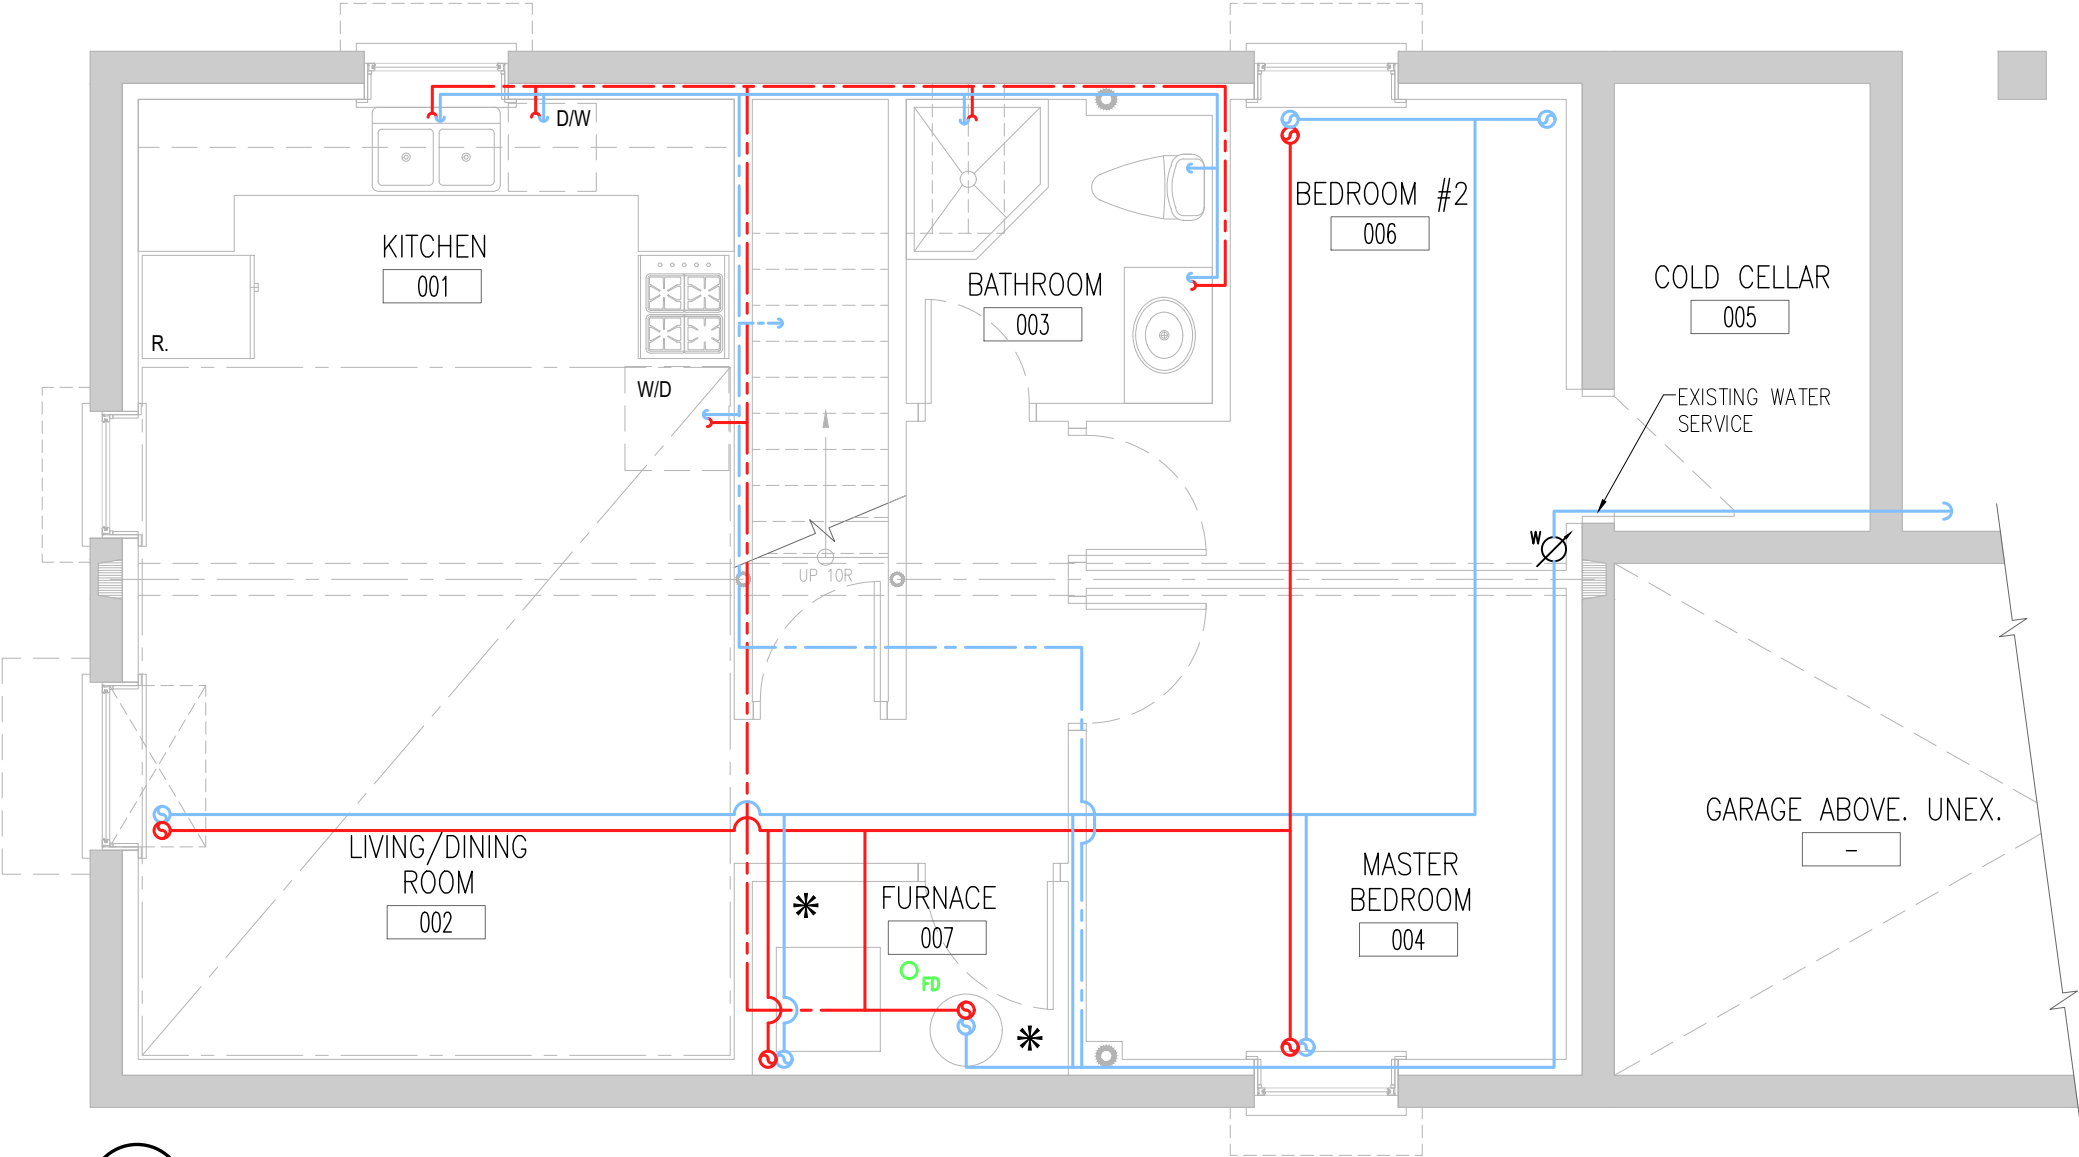 D/W
KITCHEN
001
R.
W/D
BATHROOM
003
BEDROOM #2
006
COLD CELLAR
005
EXISTING WATER
SERVICE
W
UP 10R
LIVING/DINING
ROOM
002
FURNACE
007
FD
MASTER
BEDROOM
004
GARAGE ABOVE. UNEX.
-